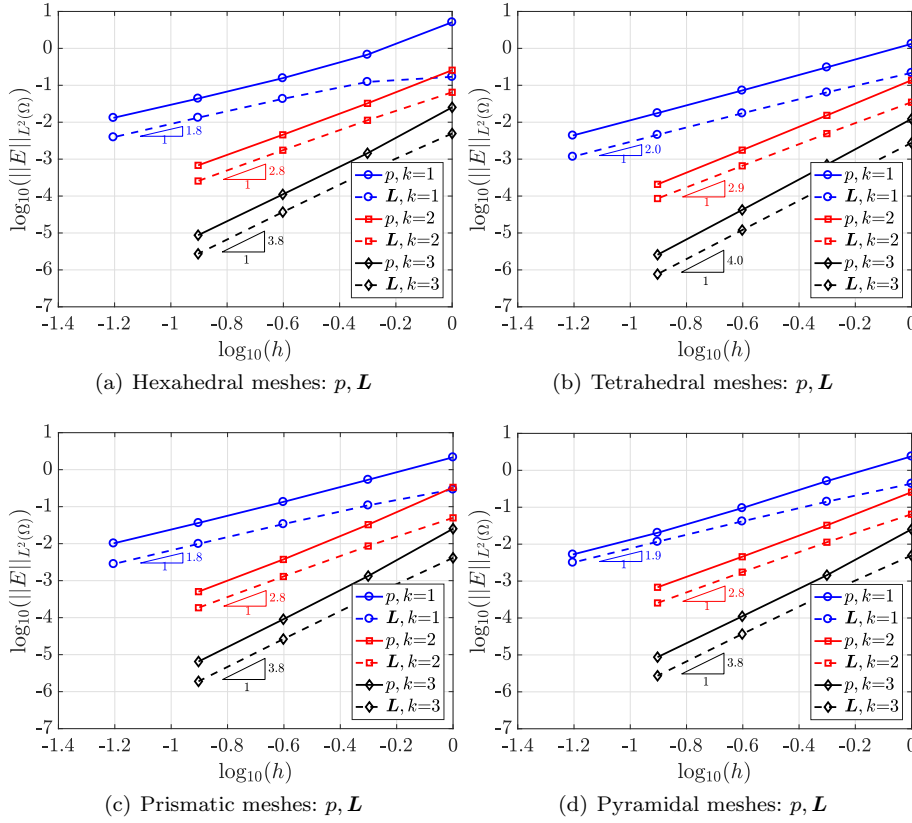 1
0
-1
-2
-3
-4
-5
-6
-7
log10(||E||L2(Ω))
1.8
1
2.8
1
3.8
1
p, k=1
L, k=1
p, k=2
L, k=2
p, k=3
L, k=3
-1.4 -1.2 -1 -0.8 -0.6 -0.4 -0.2 0
log10(h)
(a) Hexahedral meshes: p, L
1
0
-1
-2
-3
-4
-5
-6
-7
log10(||E||L2(Ω))
2.0
1
2.9
1
4.0
1
p, k=1
L, k=1
p, k=2
L, k=2
p, k=3
L, k=3
-1.4 -1.2 -1 -0.8 -0.6 -0.4 -0.2 0
log10(h)
(b) Tetrahedral meshes: p, L
1
0
-1
-2
-3
-4
-5
-6
-7
log10(||E||L2(Ω))
1.8
1
2.8
1
3.8
1
p, k=1
L, k=1
p, k=2
L, k=2
p, k=3
L, k=3
-1.4 -1.2 -1 -0.8 -0.6 -0.4 -0.2 0
log10(h)
(c) Prismatic meshes: p, L
1
0
-1
-2
-3
-4
-5
-6
-7
log10(||E||L2(Ω))
1.9
1
2.8
1
3.8
1
p, k=1
L, k=1
p, k=2
L, k=2
p, k=3
L, k=3
-1.4 -1.2 -1 -0.8 -0.6 -0.4 -0.2 0
log10(h)
(d) Pyramidal meshes: p, L